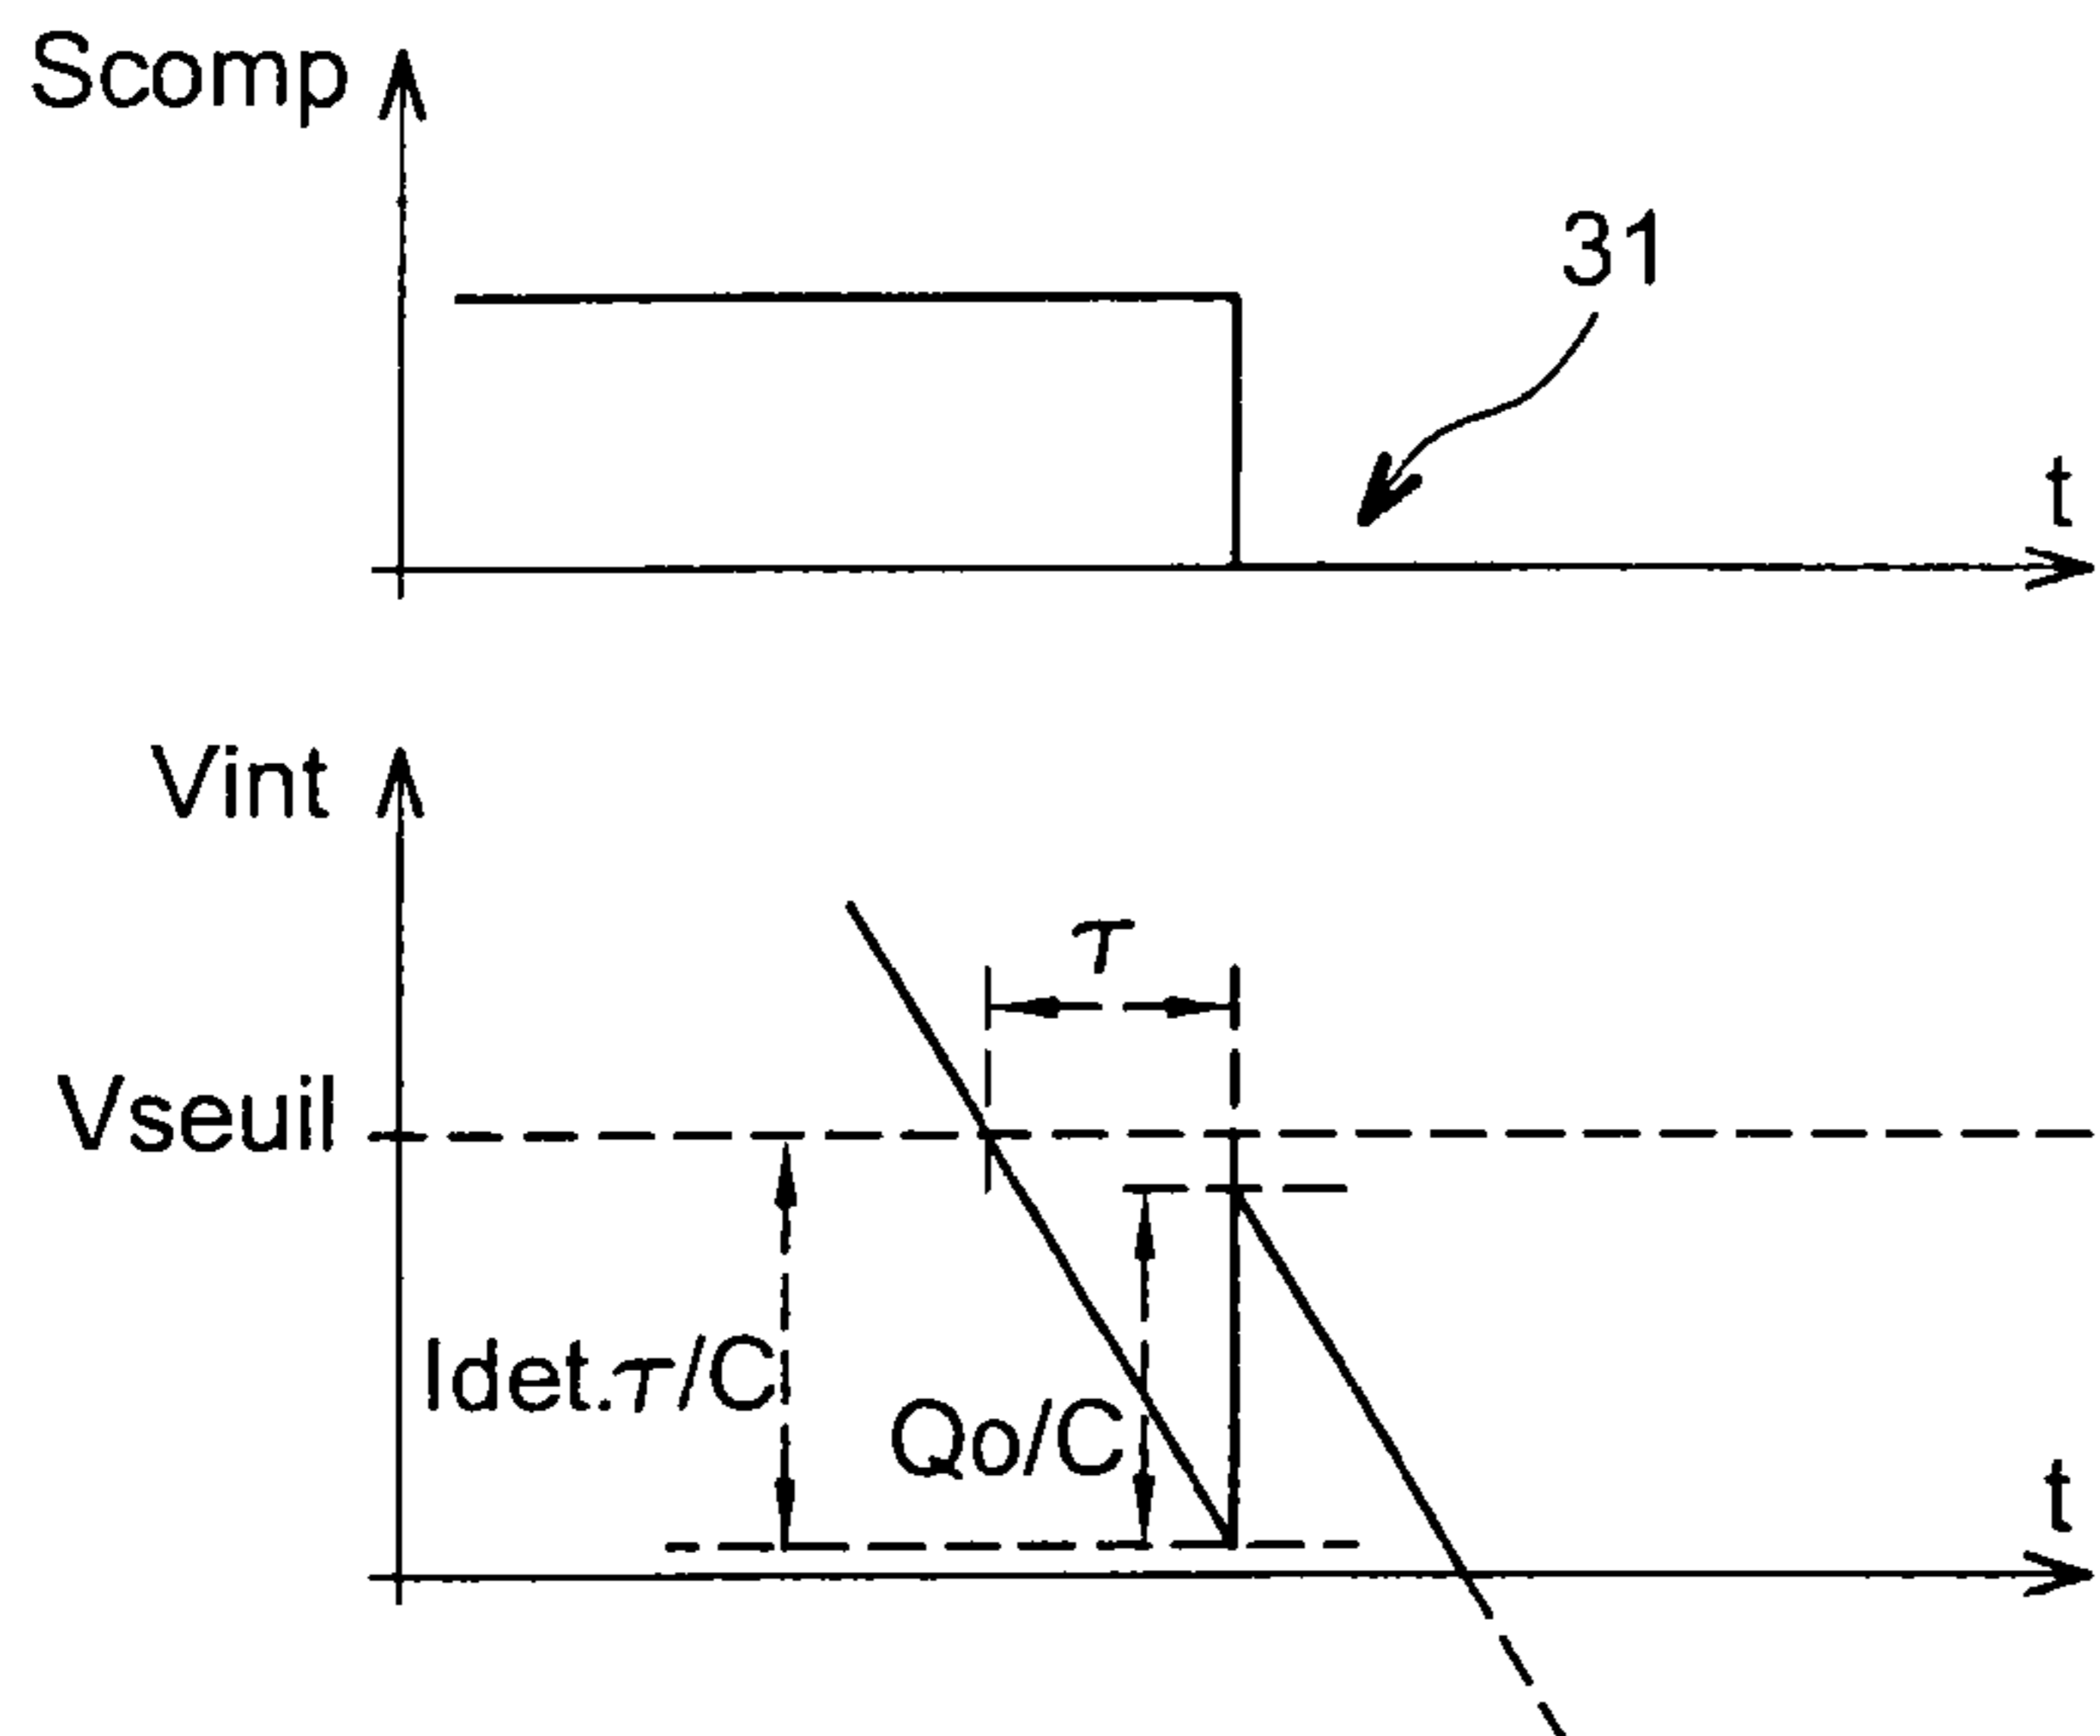 Scomp
31
t
Vint
τ
Vseuil
Idet.τ/C
Qo/C
t